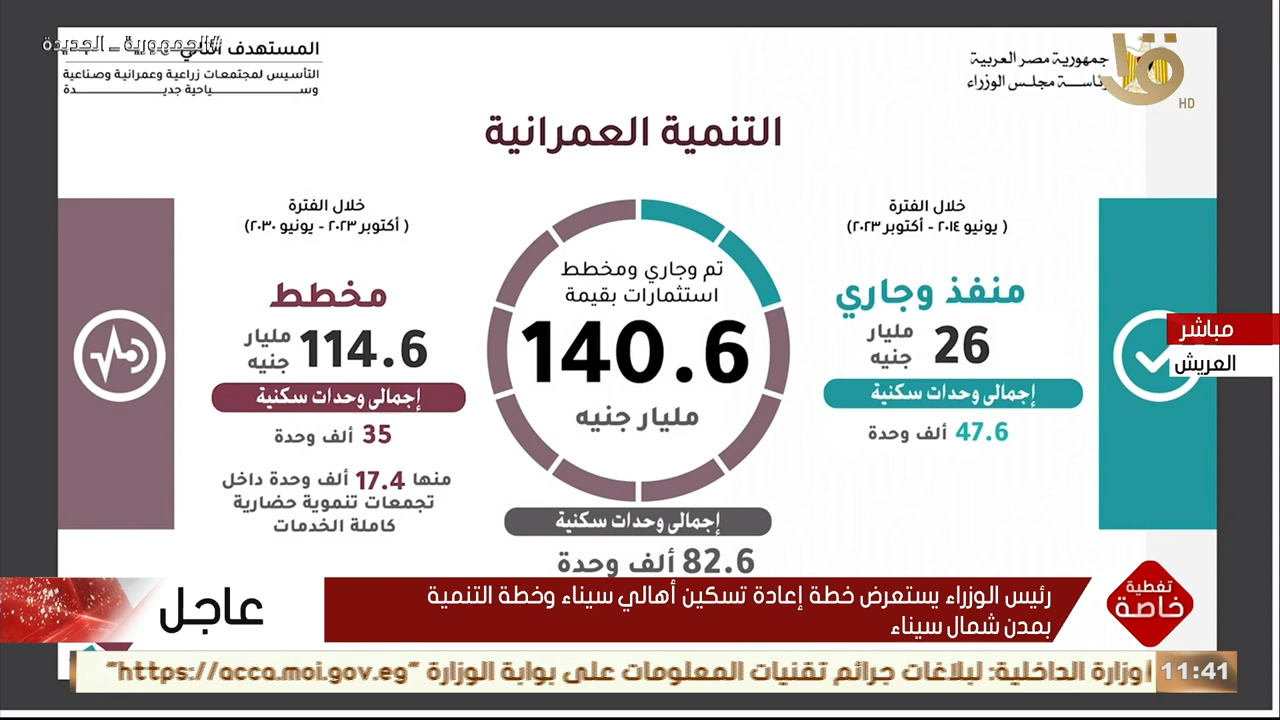 #الجمهورية_الجديدة
المستهدف الثاني
التأسيس لمجتمعات زراعية وعمرانية وصناعية
وسياحية جديدة
جمهورية مصر العربية
رئاسة مجلس الوزراء
HD
التنمية العمرانية
خلال الفترة
( يونيو ٢٠١٤ - أكتوبر ٢٠٢٣)
منفذ وجاري
26 مليار
جنيه
إجمالى وحدات سكنية
47.6 ألف وحدة
تم وجاري ومخطط
استثمارات بقيمة
140.6
مليار جنيه
إجمالى وحدات سكنية
82.6 ألف وحدة
خلال الفترة
( أكتوبر ٢٠٢٣ - يونيو ٢٠٣٠)
مخطط
114.6 مليار
جنيه
إجمالى وحدات سكنية
35 ألف وحدة
منها 17.4 ألف وحدة داخل
تجمعات تنموية حضارية
كاملة الخدمات
مباشر
العريش
تغطية
خاصة
رئيس الوزراء يستعرض خطة إعادة تسكين أهالي سيناء وخطة التنمية
بمدن شمال سيناء
عاجل
11:41
وزارة الداخلية: لبلاغات جرائم تقنيات المعلومات على بوابة الوزارة "https://acca.moi.gov.eg"